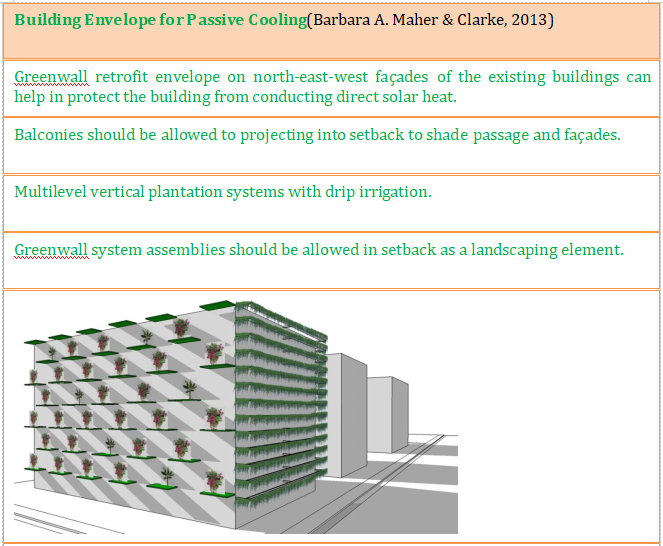 Building Envelope for Passive Cooling(Barbara A. Maher & Clarke, 2013)
Greenwall retrofit envelope on north-east-west façades of the existing buildings can
help in protect the building from conducting direct solar heat.
Balconies should be allowed to projecting into setback to shade passage and façades.
Multilevel vertical plantation systems with drip irrigation.
Greenwall system assemblies should be allowed in setback as a landscaping element.